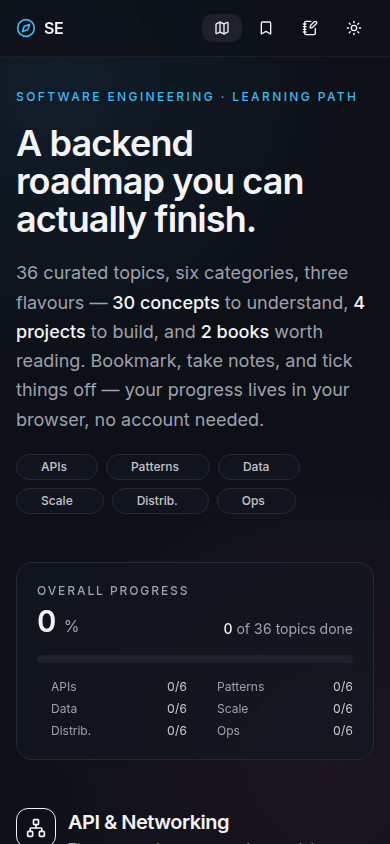 SE
SOFTWARE ENGINEERING · LEARNING PATH
A backend
roadmap you can
actually finish.
36 curated topics, six categories, three
flavours — 30 concepts to understand, 4
projects to build, and 2 books worth
reading. Bookmark, take notes, and tick
things off — your progress lives in your
browser, no account needed.
APIs Patterns Data
Scale Distrib. Ops
OVERALL PROGRESS
0 % 0 of 36 topics done
APIs 0/6 Patterns 0/6
Data 0/6 Scale 0/6
Distrib. 0/6 Ops 0/6
API & Networking